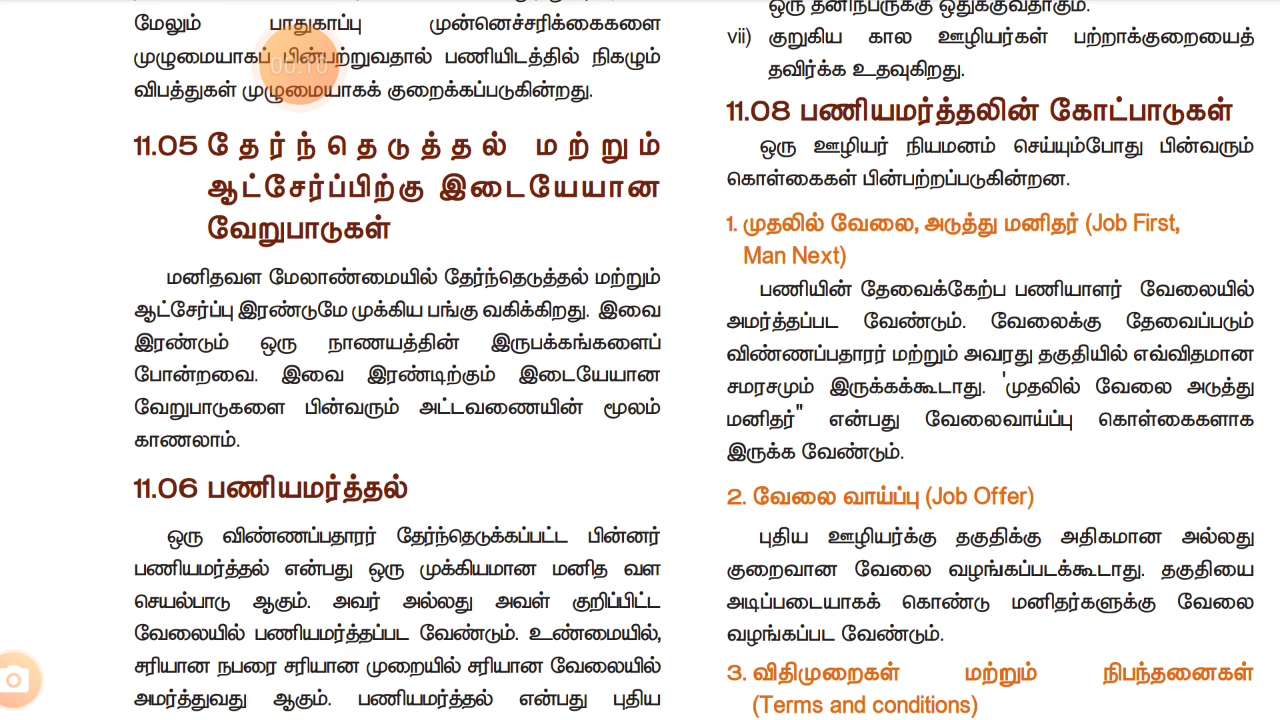 மேலும் பாதுகாப்பு முன்னெச்சரிக்கைகளை
முழுமையாகப் பின்பற்றுவதால் பணியிடத்தில் நிகழும்
விபத்துகள் முழுமையாகக் குறைக்கப்படுகின்றது.
11.05 தேர்ந்தெடுத்தல் மற்றும்
ஆட்சேர்ப்பிற்கு இடையேயான
வேறுபாடுகள்
மனிதவள மேலாண்மையில் தேர்ந்தெடுத்தல் மற்றும்
ஆட்சேர்ப்பு இரண்டுமே முக்கிய பங்கு வகிக்கிறது. இவை
இரண்டும் ஒரு நாணயத்தின் இருபக்கங்களைப்
போன்றவை. இவை இரண்டிற்கும் இடையேயான
வேறுபாடுகளை பின்வரும் அட்டவணையின் மூலம்
காணலாம்.
11.06 பணியமர்த்தல்
ஒரு விண்ணப்பதாரர் தேர்ந்தெடுக்கப்பட்ட பின்னர்
பணியமர்த்தல் என்பது ஒரு முக்கியமான மனித வள
செயல்பாடு ஆகும். அவர் அல்லது அவள் குறிப்பிட்ட
வேலையில் பணியமர்த்தப்பட வேண்டும். உண்மையில்,
சரியான நபரை சரியான முறையில் சரியான வேலையில்
அமர்த்துவது ஆகும். பணியமர்த்தல் என்பது புதிய
ஒரு தனிநபருக்கு ஒதுக்குவதாகும்.
vii) குறுகிய கால ஊழியர்கள் பற்றாக்குறையைத்
தவிர்க்க உதவுகிறது.
11.08 பணியமர்த்தலின் கோட்பாடுகள்
ஒரு ஊழியர் நியமனம் செய்யும்போது பின்வரும்
கொள்கைகள் பின்பற்றப்படுகின்றன.
1. முதலில் வேலை, அடுத்து மனிதர் (Job First,
Man Next)
பணியின் தேவைக்கேற்ப பணியாளர் வேலையில்
அமர்த்தப்பட வேண்டும். வேலைக்கு தேவைப்படும்
விண்ணப்பதாரர் மற்றும் அவரது தகுதியில் எவ்விதமான
சமரசமும் இருக்கக்கூடாது. 'முதலில் வேலை அடுத்து
மனிதர்" என்பது வேலைவாய்ப்பு கொள்கைகளாக
இருக்க வேண்டும்.
2. வேலை வாய்ப்பு (Job Offer)
புதிய ஊழியர்க்கு தகுதிக்கு அதிகமான அல்லது
குறைவான வேலை வழங்கப்படக்கூடாது. தகுதியை
அடிப்படையாகக் கொண்டு மனிதர்களுக்கு வேலை
வழங்கப்பட வேண்டும்.
3. விதிமுறைகள் மற்றும் நிபந்தனைகள்
(Terms and conditions)